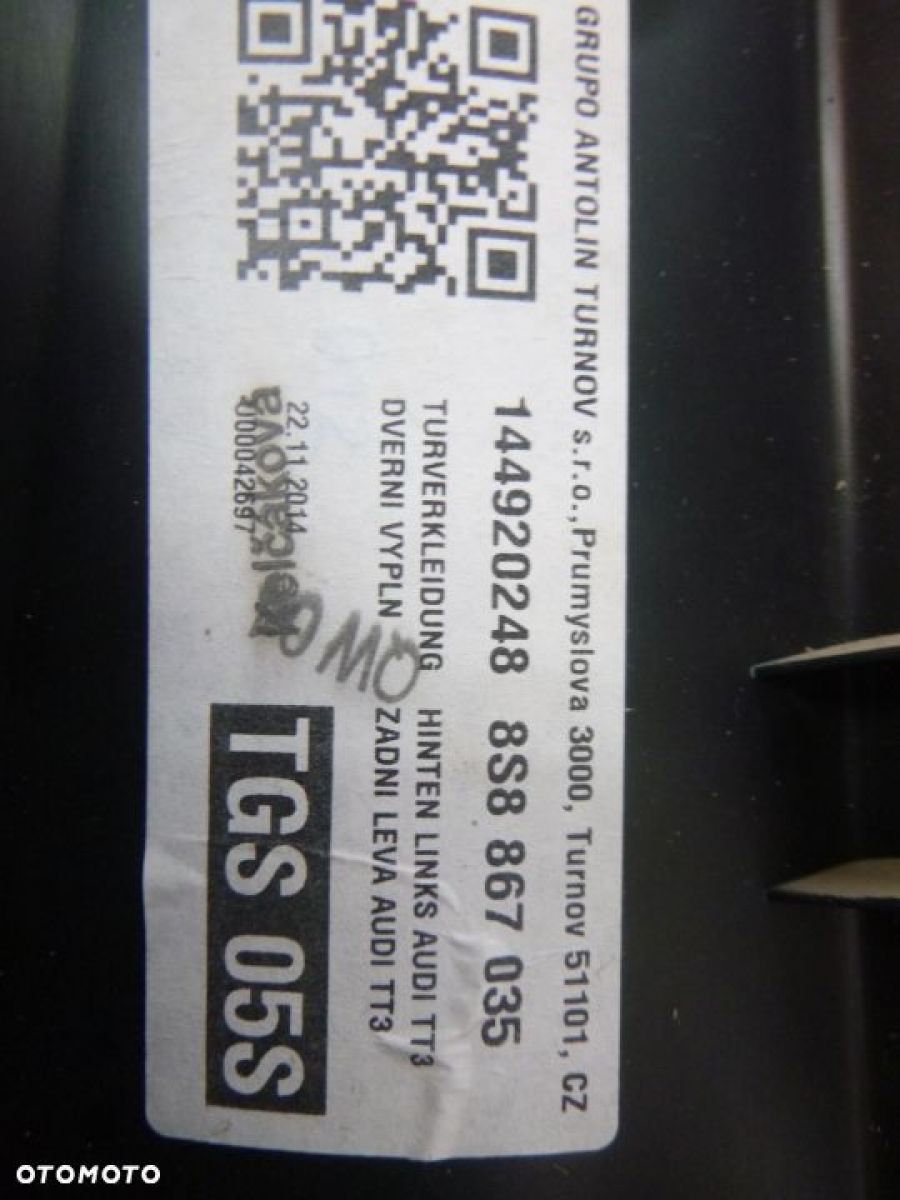 GRUPO ANTOLIN TURNOV s.r.o.,Prumyslova 3000, Turnov 51101, CZ
144920248 8S8 867 035
TURVERKLEIDUNG HINTEN LINKS AUDI TT3
DVERNI VYPLN ZADNI LEVA AUDI TT3
22.11.2014
000042697
TGS 05S
OTOMOTO